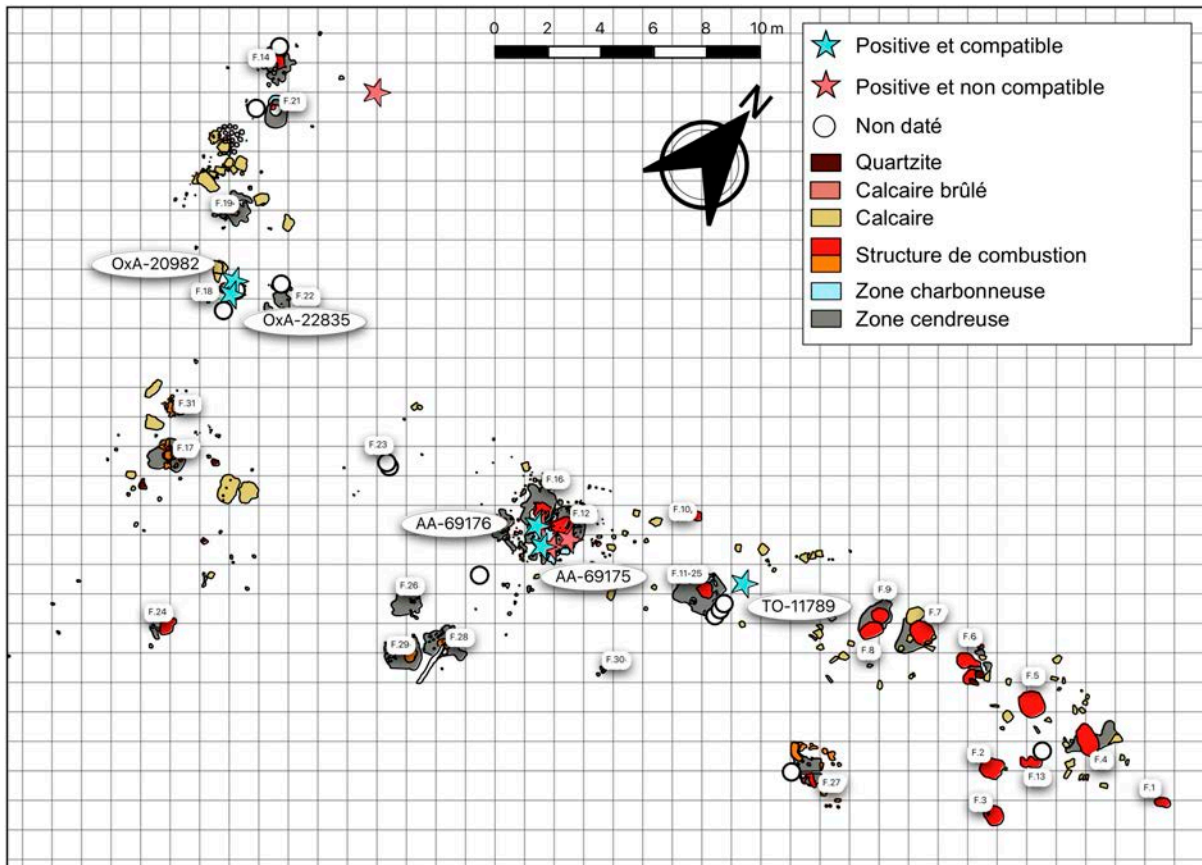 0 2 4 6 8 10 m
N
Positive et compatible
Positive et non compatible
Non daté
Quartzite
Calcaire brûlé
Calcaire
Structure de combustion
Zone charbonneuse
Zone cendreuse
F.14
F.21
F.19
OxA-20982
F.18
F.22
OxA-22835
F.31
F.17
F.23
F.16
F.12
F.10,
AA-69176
AA-69175
F.11-25
TO-11789
F.26
F.24
F.29
F.28
F.30
F.9
F.7
F.8
F.6
F.5
F.2
F.13
F.4
F.27
F.3
F.1